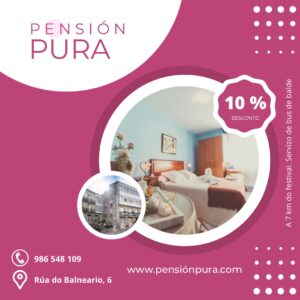 PENSIÓN
PURA
10 %
DESCONTO
A 7 km do festival. Servizo de bus de balde
986 548 109
Rúa do Balneario, 6
www.pensiónpura.com